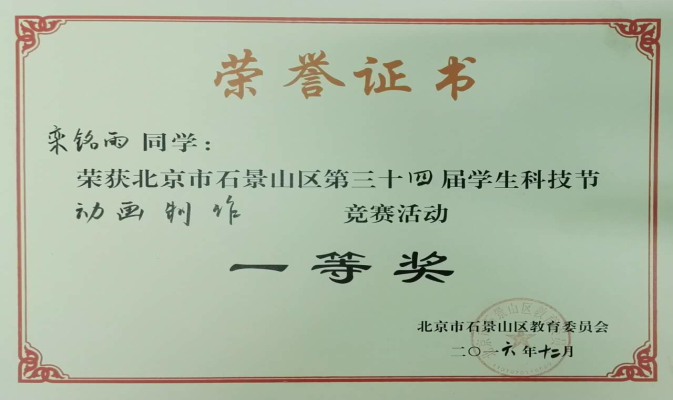 荣誉证书
栾铭雨同学：
荣获北京市石景山区第三十四届学生科技节
动画制作 竞赛活动
一等奖
北京市石景山区教育委员会
二〇一六年十二月